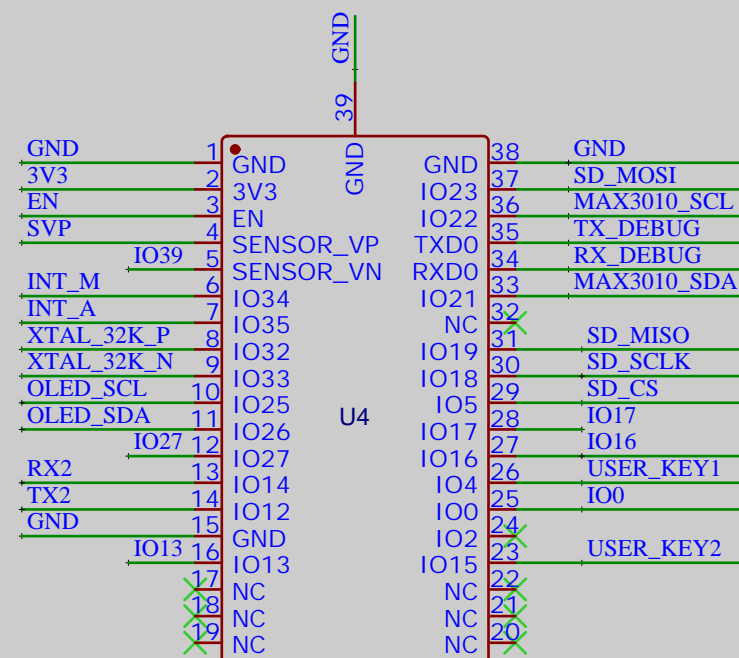 GND
39
GND
GND 1 GND GND 38 GND
3V3 2 3V3 IO23 37 SD_MOSI
EN 3 EN IO22 36 MAX3010_SCL
SVP 4 SENSOR_VP TXD0 35 TX_DEBUG
IO39 5 SENSOR_VN RXD0 34 RX_DEBUG
INT_M 6 IO34 IO21 33 MAX3010_SDA
INT_A 7 IO35 NC 32
XTAL_32K_P 8 IO32 IO19 31 SD_MISO
XTAL_32K_N 9 IO33 IO18 30 SD_SCLK
OLED_SCL 10 IO25 IO5 29 SD_CS
OLED_SDA 11 IO26 U4 IO17 28 IO17
IO27 12 IO27 IO16 27 IO16
RX2 13 IO14 IO4 26 USER_KEY1
TX2 14 IO12 IO0 25 IO0
GND 15 GND IO2 24
IO13 16 IO13 IO15 23 USER_KEY2
17 NC NC 22
18 NC NC 21
19 NC NC 20